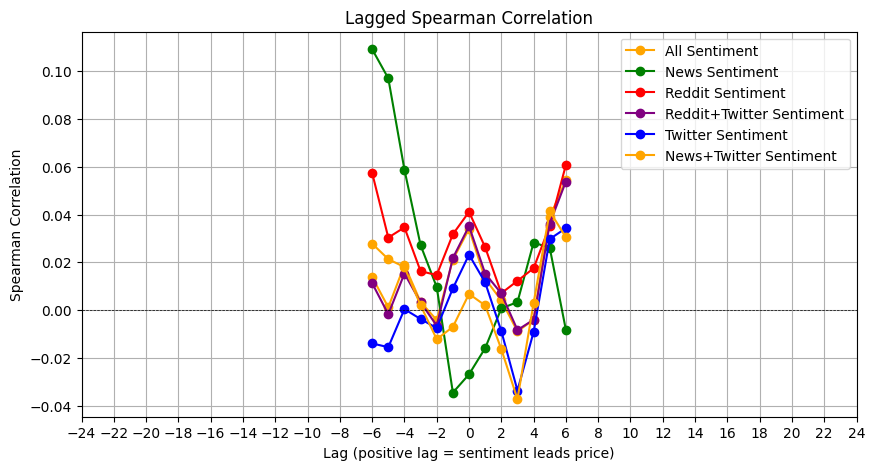 Lagged Spearman Correlation
All Sentiment
News Sentiment
Reddit Sentiment
Reddit+Twitter Sentiment
Twitter Sentiment
News+Twitter Sentiment
Spearman Correlation
0.10
0.08
0.06
0.04
0.02
0.00
−0.02
−0.04
−24 −22 −20 −18 −16 −14 −12 −10 −8 −6 −4 −2 0 2 4 6 8 10 12 14 16 18 20 22 24
Lag (positive lag = sentiment leads price)